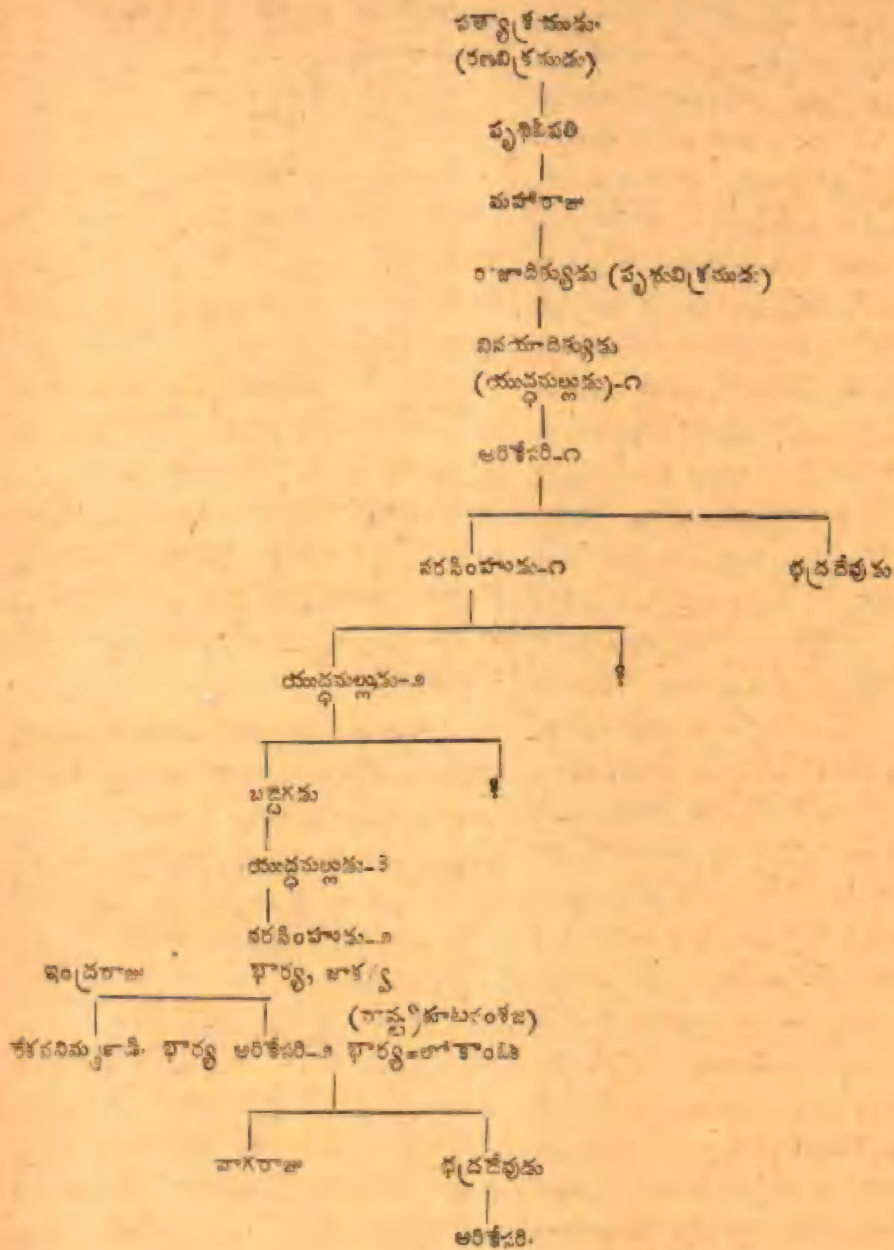 సత్యాశ్రయుడు.
(రణవిక్రముడు)
పృథివీపతి
మహారాజు
రాజాదిత్యుడు (పృథువిక్రముడు)
వినయాదిత్యుడు
(యుద్ధమల్లుడు)-౧
అరికేసరి-౧
నరసింహుడు-౧ భద్రదేవుడు
యుద్ధమల్లుడు-౨ ?
బద్దెగడు ?
యుద్ధమల్లుడు-౩
నరసింహుడు-౨
ఇంద్రరాజు భార్య, జాకవ్వ
(రాష్ట్రకూటవంశజ)
భార్య అరికేసరి-౨ భార్య=లోకాంబిక
వాగరాజు భద్రదేవుడు
అరికేసరి.